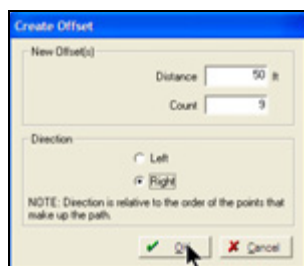 Create Offset
New Offset(s)
Distance 50 ft
Count 9
Direction
Left
Right
NOTE: Direction is relative to the order of the points that
make up the path.
OK Cancel